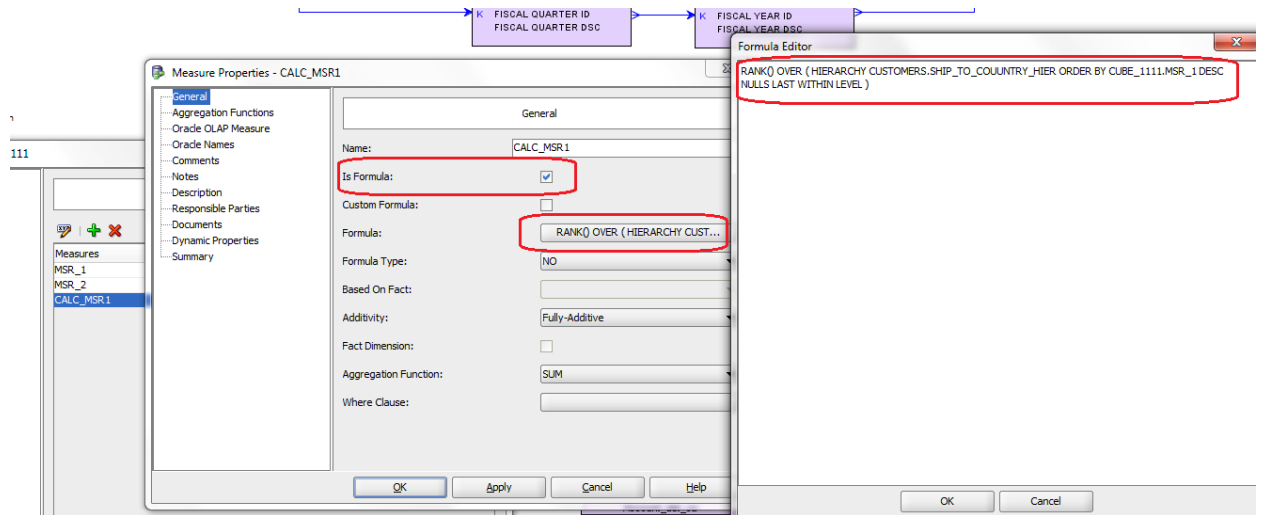 K FISCAL QUARTER ID
FISCAL QUARTER DSC
K FISCAL YEAR ID
FISCAL YEAR DSC
111
Measures
MSR_1
MSR_2
CALC_MSR1
Measure Properties - CALC_MSR1
General
Aggregation Functions
Oracle OLAP Measure
Oracle Names
Comments
Notes
Description
Responsible Parties
Documents
Dynamic Properties
Summary
General
Name: CALC_MSR1
Is Formula:
Custom Formula:
Formula: RANK() OVER ( HIERARCHY CUST...
Formula Type: NO
Based On Fact:
Additivity: Fully-Additive
Fact Dimension:
Aggregation Function: SUM
Where Clause:
OK Apply Cancel Help
Formula Editor
RANK() OVER ( HIERARCHY CUSTOMERS.SHIP_TO_COUUNTRY_HIER ORDER BY CUBE_1111.MSR_1 DESC
NULLS LAST WITHIN LEVEL )
OK Cancel